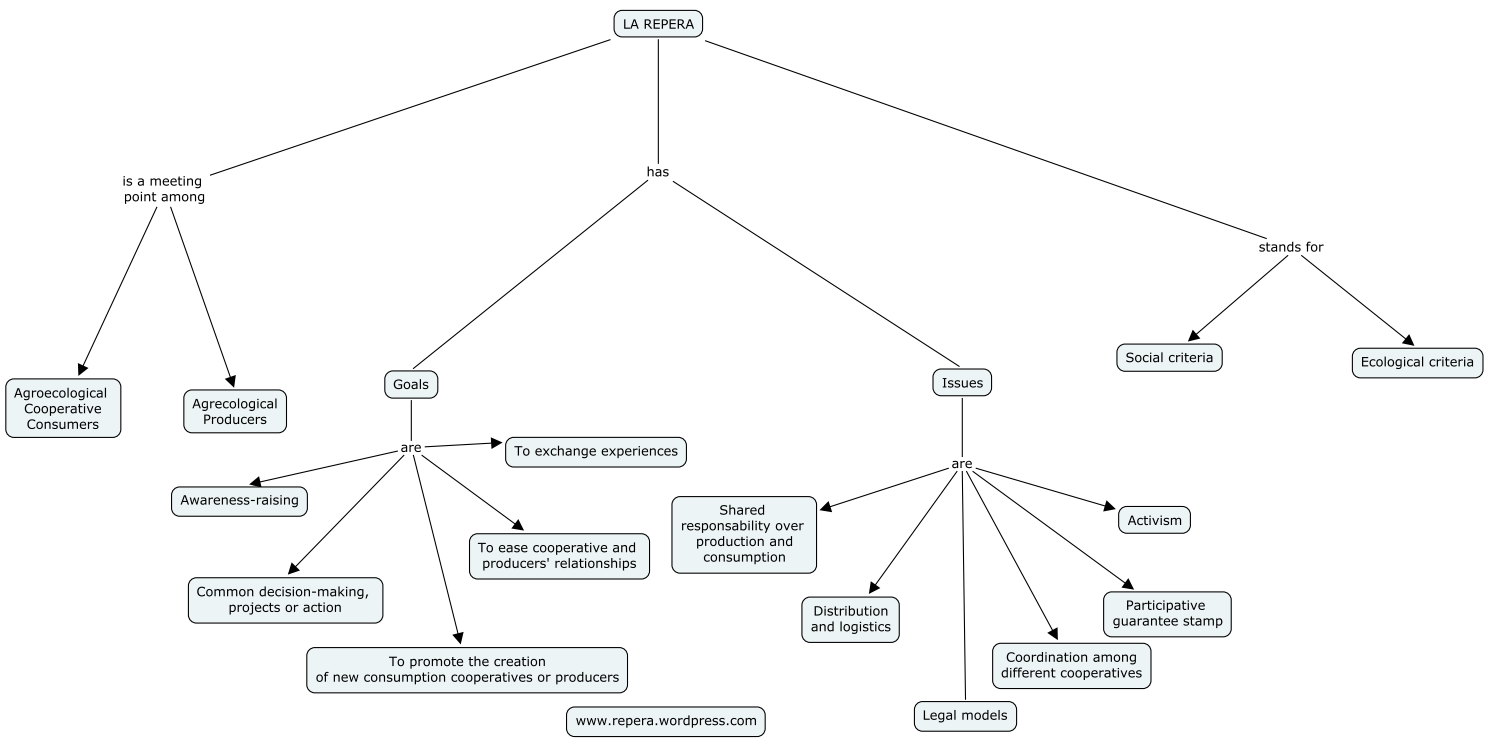 LA REPERA
is a meeting
point among
has
stands for
Social criteria
Ecological criteria
Agroecological
Cooperative
Consumers
Agrecological
Producers
Goals
Issues
are
To exchange experiences
Awareness-raising
To ease cooperative and
producers' relationships
Common decision-making,
projects or action
To promote the creation
of new consumption cooperatives or producers
are
Shared
responsability over
production and
consumption
Activism
Distribution
and logistics
Participative
guarantee stamp
Coordination among
different cooperatives
Legal models
www.repera.wordpress.com